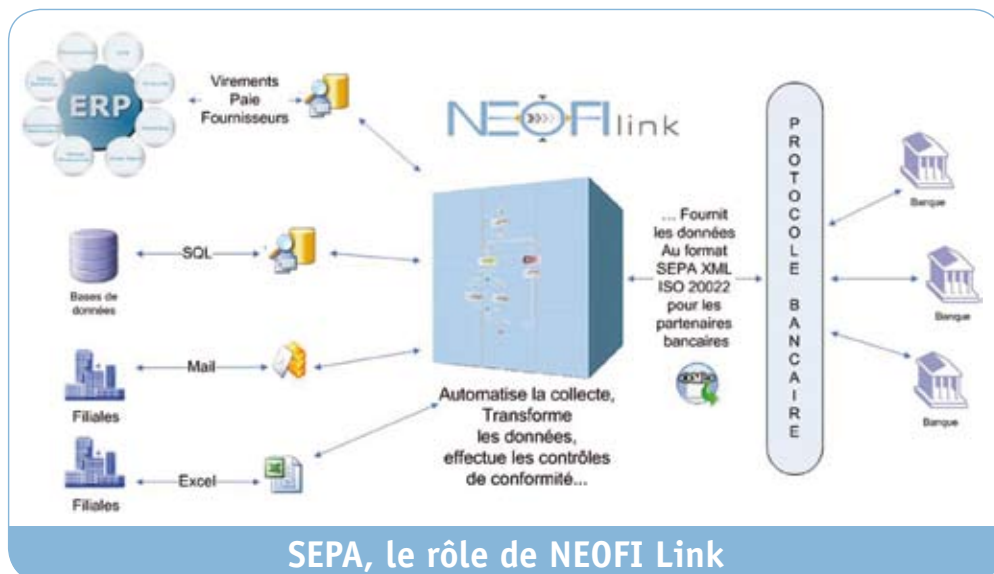 ERP
Virements
Paie
Fournisseurs
NEOFI link
SQL
Bases de
données
Mail
Filiales
Excel
Filiales
Automatise la collecte,
Transforme
les données,
effectue les contrôles
de conformité...
... Fournit
les données
Au format
SEPA XML
ISO 20022
pour les
partenaires
bancaires
PROTOCOLE BANCAIRE
Banque
Banque
Banque
SEPA, le rôle de NEOFI Link